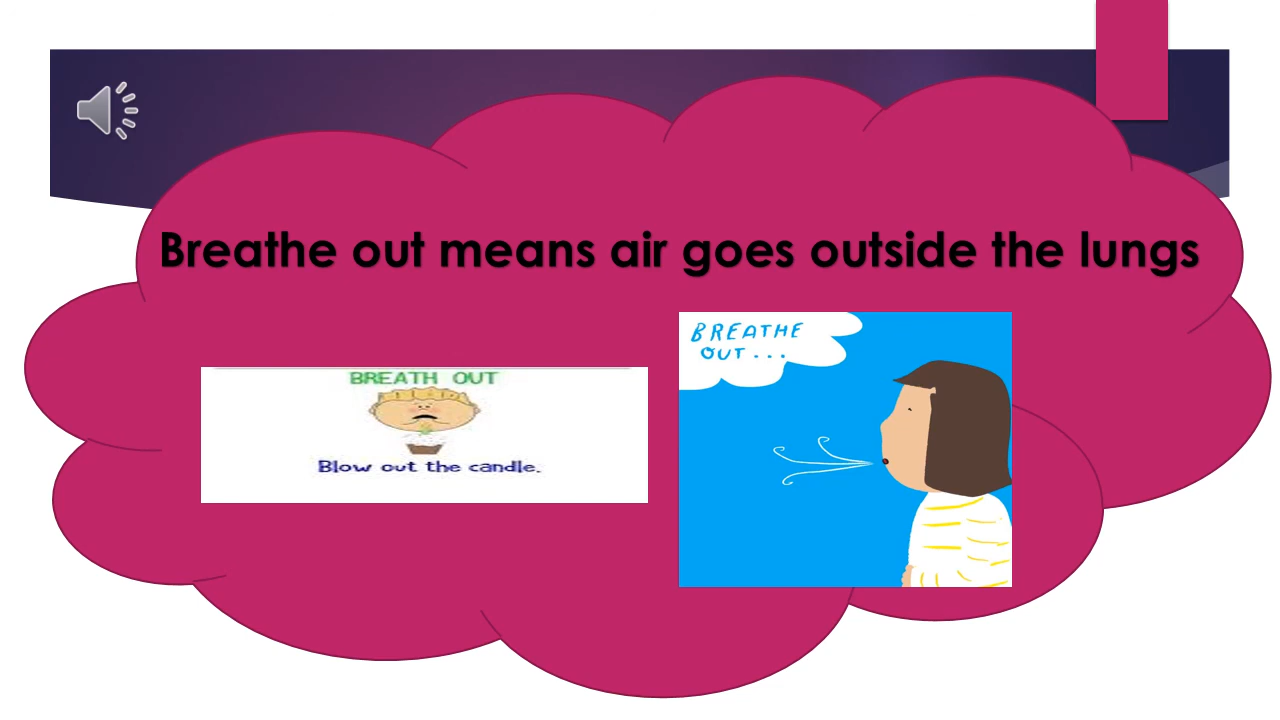 Breathe out means air goes outside the lungs
BREATHE
OUT...
BREATH OUT
Blow out the candle.